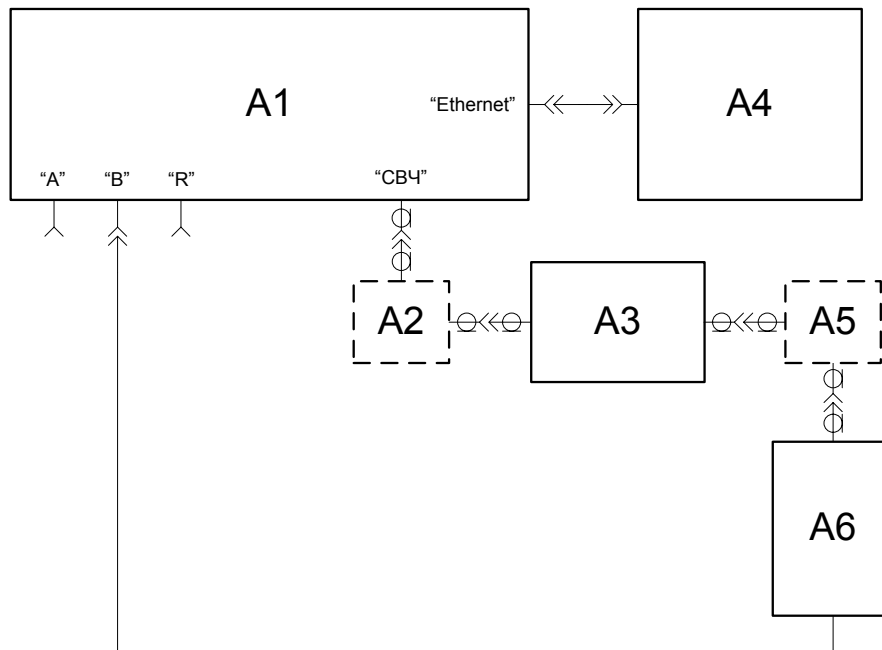 A1
“Ethernet”
A4
“A” “B” “R” “СВЧ”
A2
A3
A5
A6